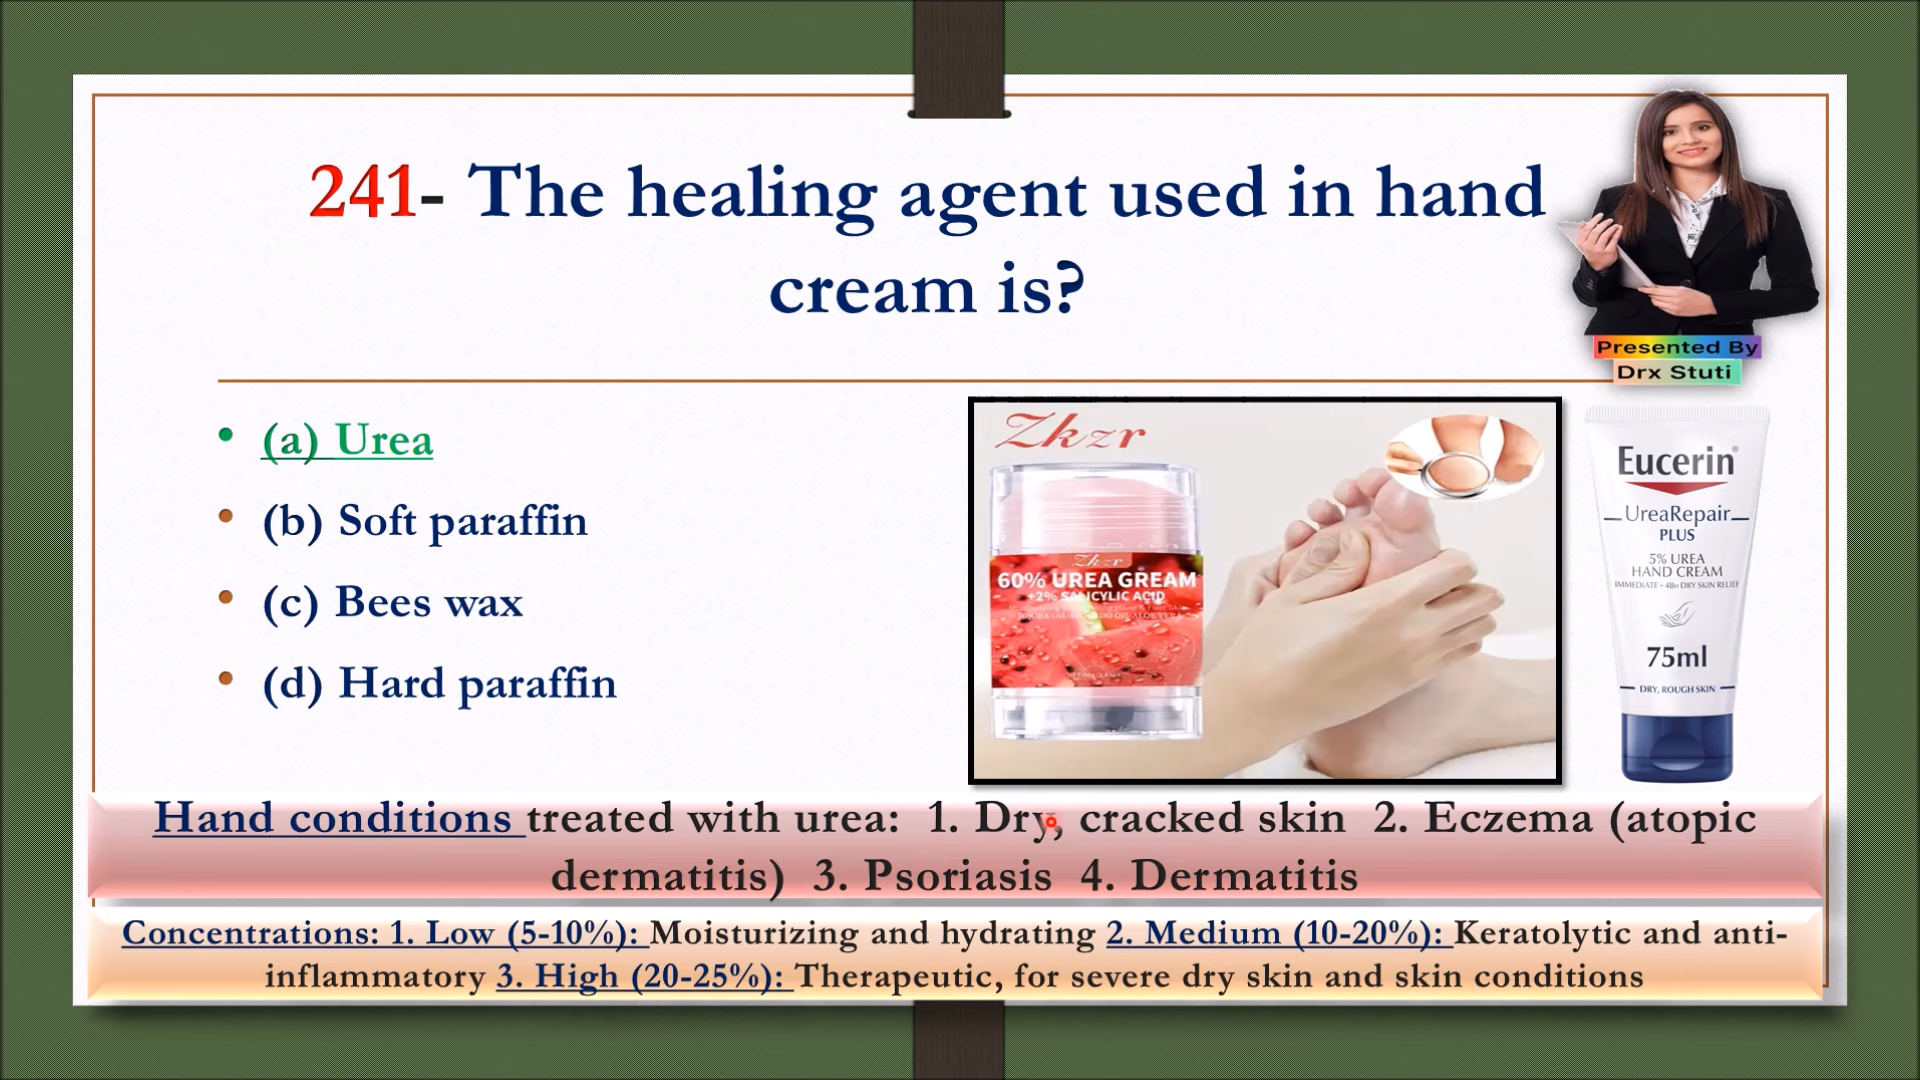 241- The healing agent used in hand
cream is?
Presented By
Drx Stuti
(a) Urea
(b) Soft paraffin
(c) Bees wax
(d) Hard paraffin
Zkzr
Zkzr
60% UREA GREAM
+2% SALICYLIC ACID
Eucerin
UreaRepair
PLUS
5% UREA
HAND CREAM
IMMEDIATE + 48H DRY SKIN RELIEF
75ml
DRY, ROUGH SKIN
Hand conditions treated with urea: 1. Dry, cracked skin 2. Eczema (atopic
dermatitis) 3. Psoriasis 4. Dermatitis
Concentrations: 1. Low (5-10%): Moisturizing and hydrating 2. Medium (10-20%): Keratolytic and anti-
inflammatory 3. High (20-25%): Therapeutic, for severe dry skin and skin conditions